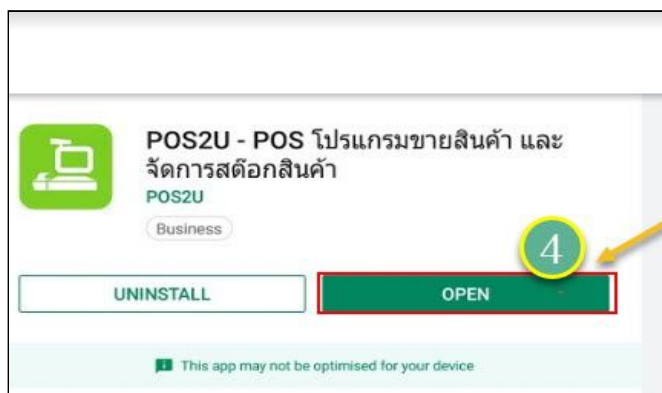 POS2U - POS โปรแกรมขายสินค้า และ
จัดการสต๊อกสินค้า
POS2U
Business
4
UNINSTALL
OPEN
This app may not be optimised for your device